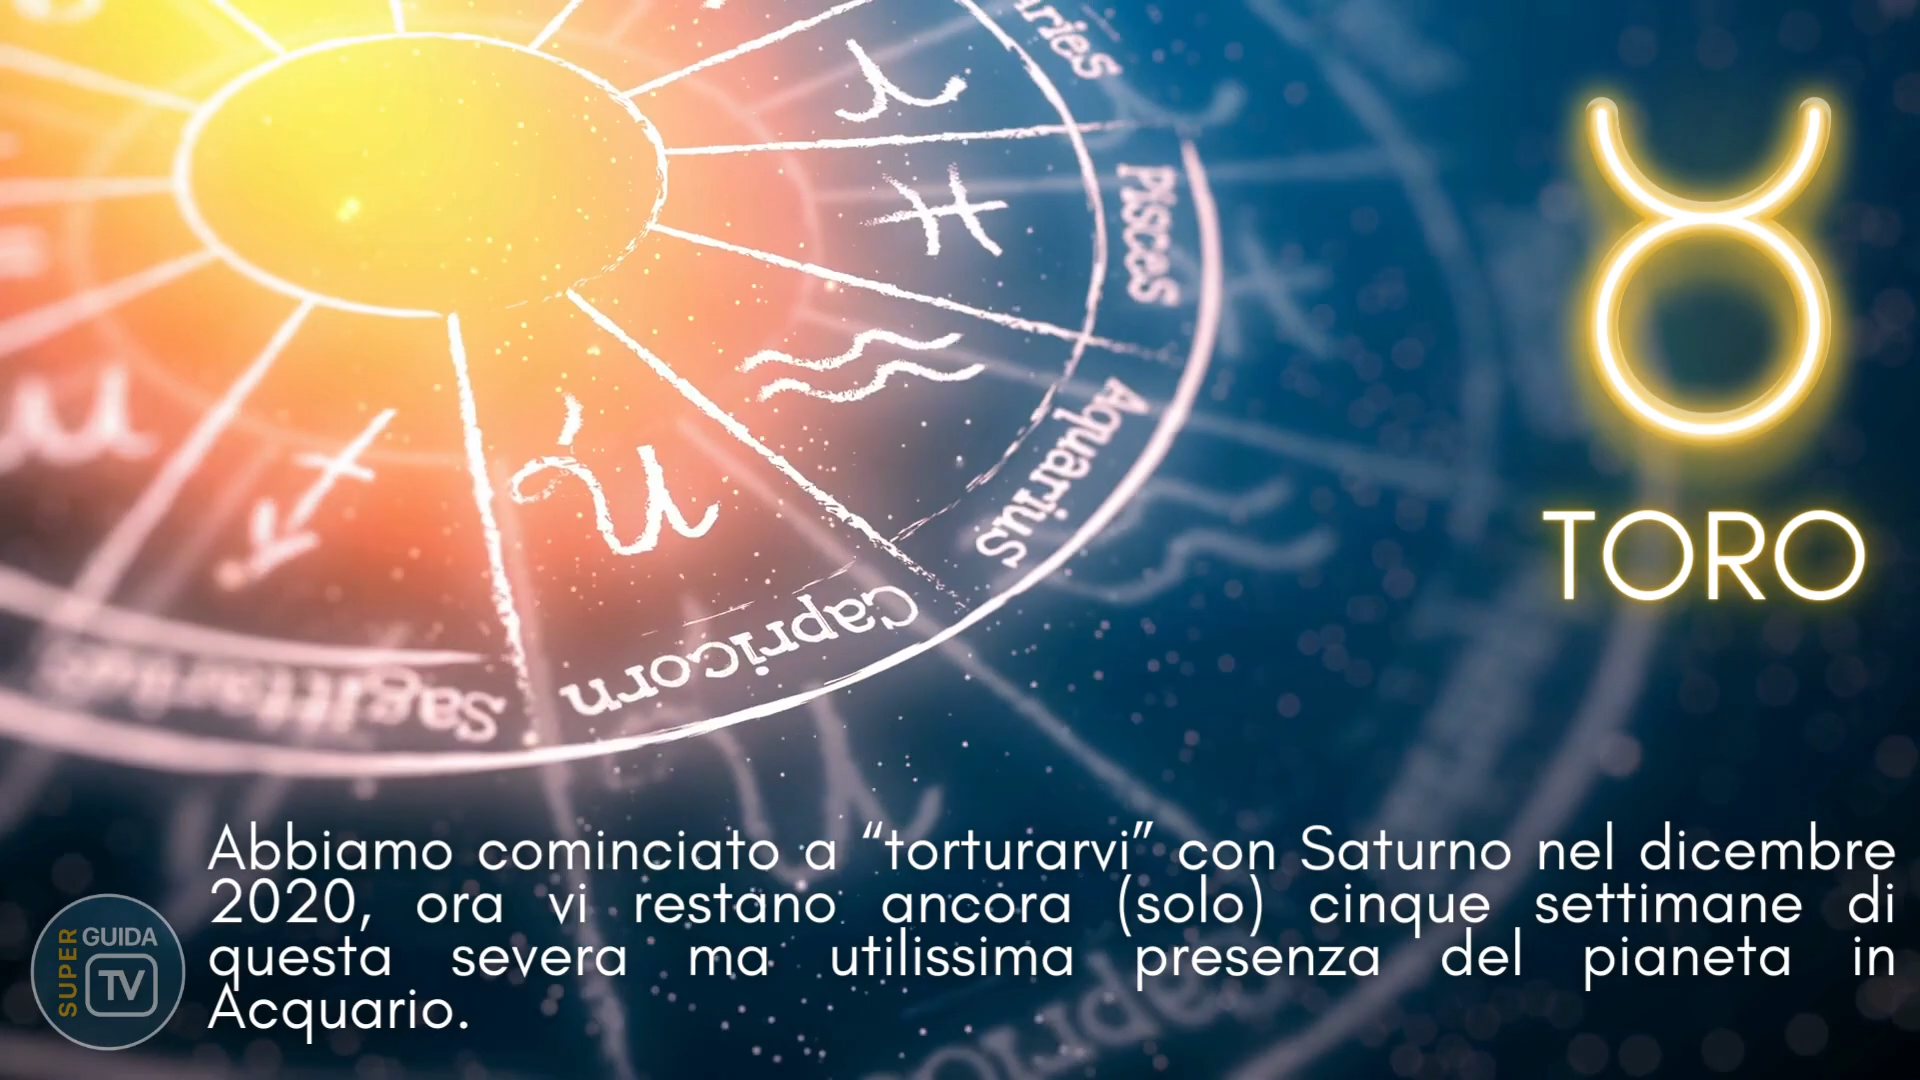 aries
Pisces
Aquarius
Capricorn
Sagittarius
TORO
Abbiamo cominciato a “torturarvi” con Saturno nel dicembre
2020, ora vi restano ancora (solo) cinque settimane di
questa severa ma utilissima presenza del pianeta in
Acquario.
SUPER
GUIDA
TV